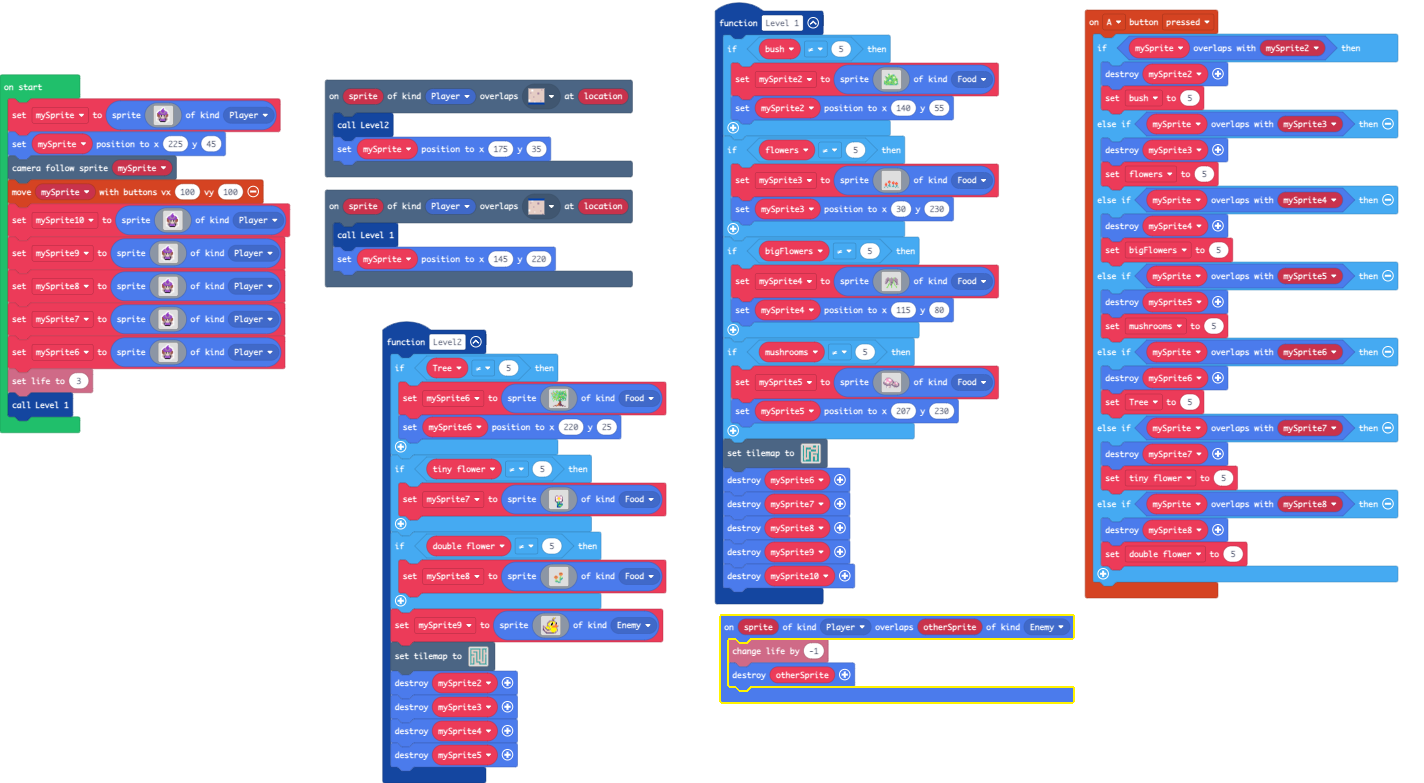 on start
set mySprite to sprite of kind Player
set mySprite position to x 225 y 45
camera follow sprite mySprite
move mySprite with buttons vx 100 vy 100
set mySprite10 to sprite of kind Player
set mySprite9 to sprite of kind Player
set mySprite8 to sprite of kind Player
set mySprite7 to sprite of kind Player
set mySprite6 to sprite of kind Player
set life to 3
call Level 1
on sprite of kind Player overlaps at location
call Level2
set mySprite position to x 175 y 35
on sprite of kind Player overlaps at location
call Level 1
set mySprite position to x 145 y 220
function Level2
if Tree ≠ 5 then
set mySprite6 to sprite of kind Food
set mySprite6 position to x 220 y 25
if tiny flower ≠ 5 then
set mySprite7 to sprite of kind Food
if double flower ≠ 5 then
set mySprite8 to sprite of kind Food
set mySprite9 to sprite of kind Enemy
set tilemap to
destroy mySprite2
destroy mySprite3
destroy mySprite4
destroy mySprite5
function Level 1
if bush ≠ 5 then
set mySprite2 to sprite of kind Food
set mySprite2 position to x 140 y 55
if flowers ≠ 5 then
set mySprite3 to sprite of kind Food
set mySprite3 position to x 30 y 230
if bigFlowers ≠ 5 then
set mySprite4 to sprite of kind Food
set mySprite4 position to x 115 y 80
if mushrooms ≠ 5 then
set mySprite5 to sprite of kind Food
set mySprite5 position to x 207 y 230
set tilemap to
destroy mySprite6
destroy mySprite7
destroy mySprite8
destroy mySprite9
destroy mySprite10
on sprite of kind Player overlaps otherSprite of kind Enemy
change life by -1
destroy otherSprite
on A button pressed
if mySprite overlaps with mySprite2 then
destroy mySprite2
set bush to 5
else if mySprite overlaps with mySprite3 then
destroy mySprite3
set flowers to 5
else if mySprite overlaps with mySprite4 then
destroy mySprite4
set bigFlowers to 5
else if mySprite overlaps with mySprite5 then
destroy mySprite5
set mushrooms to 5
else if mySprite overlaps with mySprite6 then
destroy mySprite6
set Tree to 5
else if mySprite overlaps with mySprite7 then
destroy mySprite7
set tiny flower to 5
else if mySprite overlaps with mySprite8 then
destroy mySprite8
set double flower to 5